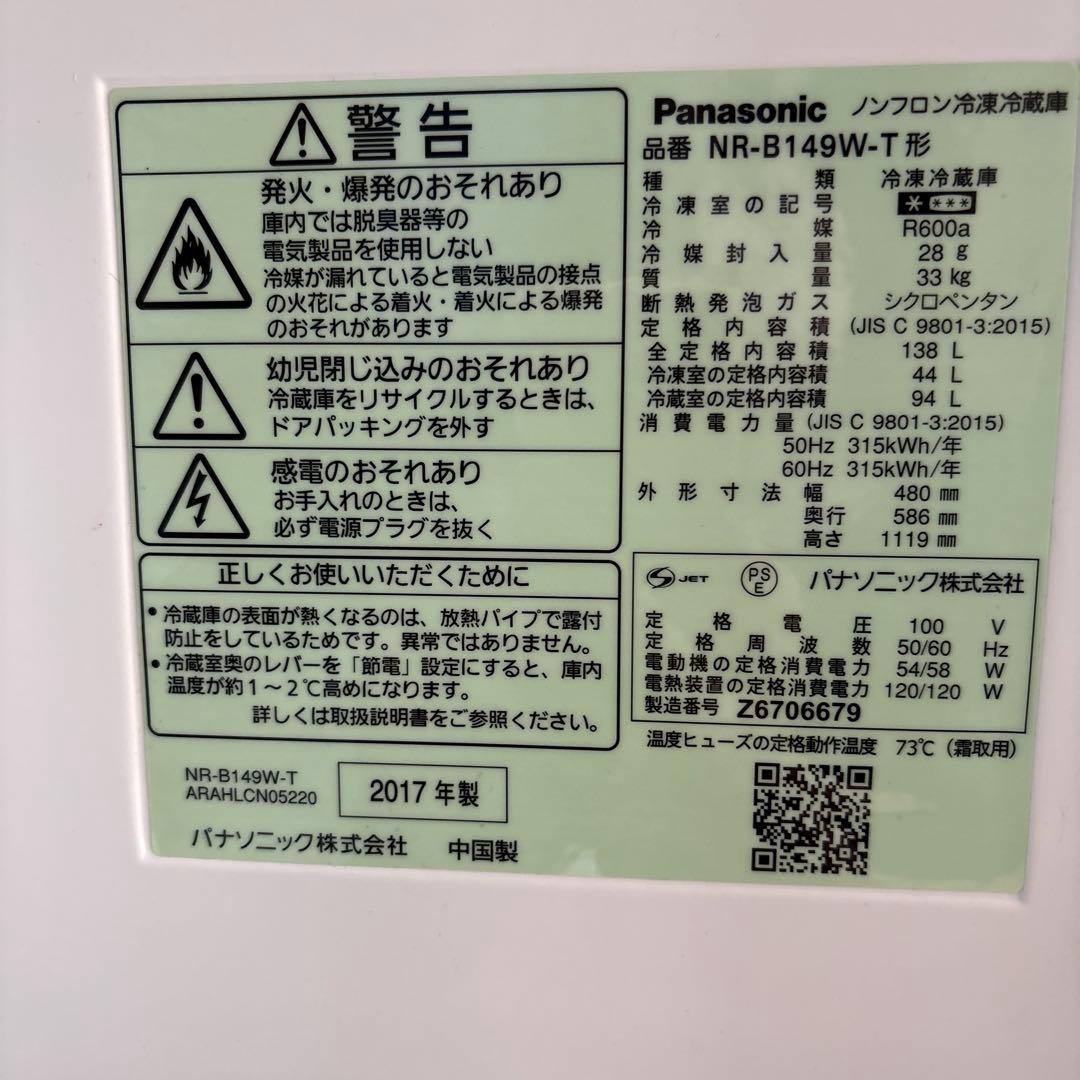 警告
発火・爆発のおそれあり
庫内では脱臭器等の
電気製品を使用しない
冷媒が漏れていると電気製品の接点
の火花による着火・着火による爆発
のおそれがあります
幼児閉じ込みのおそれあり
冷蔵庫をリサイクルするときは、
ドアパッキングを外す
感電のおそれあり
お手入れのときは、
必ず電源プラグを抜く
正しくお使いいただくために
・冷蔵庫の表面が熱くなるのは、放熱パイプで露付
防止をしているためです。異常ではありません。
・冷蔵室奥のレバーを「節電」設定にすると、庫内
温度が約1～2℃高めになります。
詳しくは取扱説明書をご参照ください。
NR-B149W-T
ARAHLCN05220
2017年製
パナソニック株式会社 中国製
Panasonic ノンフロン冷凍冷蔵庫
品番 NR-B149W-T形
種類 冷凍冷蔵庫
冷凍室の記号 * ***
冷媒 R600a
冷媒封入量 28 g
質量 33 kg
断熱発泡ガス シクロペンタン
定格内容積 (JIS C 9801-3:2015)
全定格内容積 138 L
冷凍室の定格内容積 44 L
冷蔵室の定格内容積 94 L
消費電力量 (JIS C 9801-3:2015)
50Hz 315kWh/年
60Hz 315kWh/年
外形寸法 幅 480 mm
奥行 586 mm
高さ 1119 mm
S JET PS E パナソニック株式会社
定格電圧 100 V
定格周波数 50/60 Hz
電動機の定格消費電力 54/58 W
電熱装置の定格消費電力 120/120 W
製造番号 Z6706679
温度ヒューズの定格動作温度 73℃(霜取用)